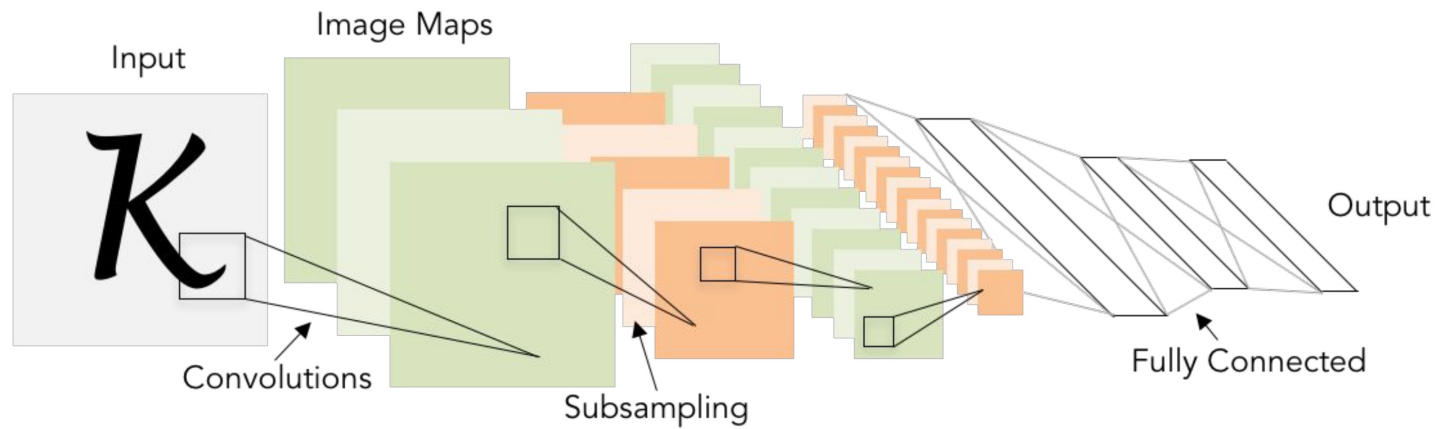 Image Maps
Input
K
Output
Convolutions
Subsampling
Fully Connected